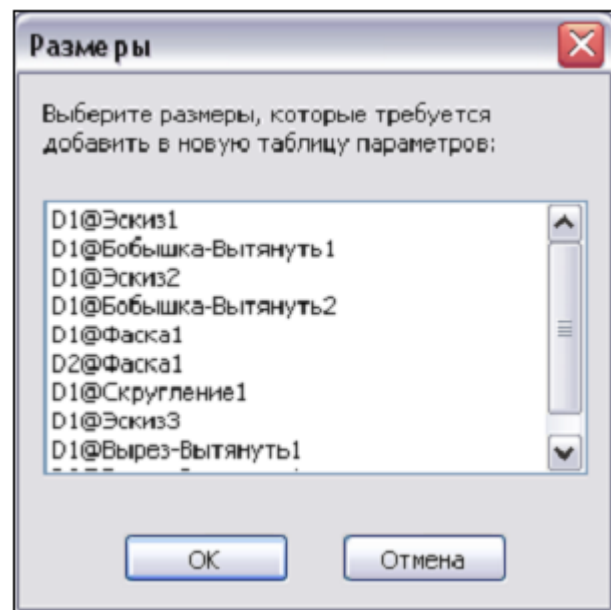 Размеры
Выберите размеры, которые требуется
добавить в новую таблицу параметров:
D1@Эскиз1
D1@Бобышка-Вытянуть1
D1@Эскиз2
D1@Бобышка-Вытянуть2
D1@Фаска1
D2@Фаска1
D1@Скругление1
D1@Эскиз3
D1@Вырез-Вытянуть1
OK
Отмена